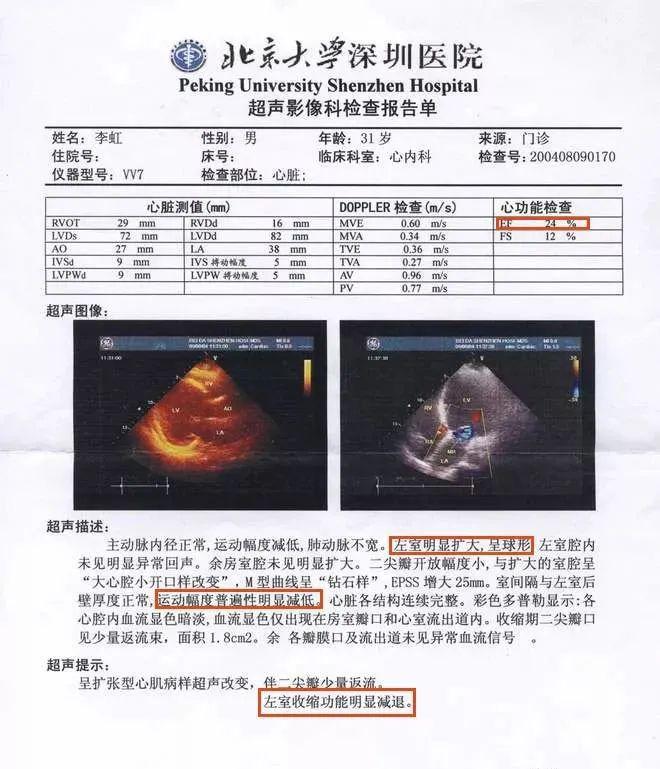 北京大学深圳医院
Peking University Shenzhen Hospital
超声影像科检查报告单
姓名: 李虹 性别: 男 年龄: 31岁 来源: 门诊
住院号: 床号: 临床科室: 心内科 检查号: 200408090170
仪器型号: VV7 检查部位: 心脏;
心脏测值(mm) DOPPLER 检查(m/s) 心功能检查
RVOT 29 mm RVDd 16 mm MVE 0.60 m/s EF 24 %
LVDs 72 mm LVDd 82 mm MVA 0.34 m/s FS 12 %
AO 27 mm LA 38 mm TVE 0.36 m/s
IVSd 9 mm IVS 搏动幅度 5 mm TVA 0.27 m/s
LVPWd 9 mm LVPW 搏动幅度 5 mm AV 0.96 m/s
PV 0.77 m/s
超声图像:
11:31:00
V
LV
AO
LA
11:37:30
V
RV
LV
RA
MR
LA
超声描述:
主动脉内径正常,运动幅度减低,肺动脉不宽。左室明显扩大,呈球形 左室腔内
未见明显异常回声。余房室腔未见明显扩大。二尖瓣开放幅度小,与扩大的室腔呈
“大心腔小开口样改变”, M型曲线呈“钻石样”, EPSS 增大 25mm。室间隔与左室后
壁厚度正常,运动幅度普遍性明显减低。心脏各结构连续完整。彩色多普勒显示:各
心腔内血流显色暗淡,血流显色仅出现在房室瓣口和心室流出道内。收缩期二尖瓣口
见少量返流束, 面积 1.8cm2。余 各瓣膜口及流出道未见异常血流信号 。
超声提示:
呈扩张型心肌病样超声改变, 伴二尖瓣少量返流。
左室收缩功能明显减退。